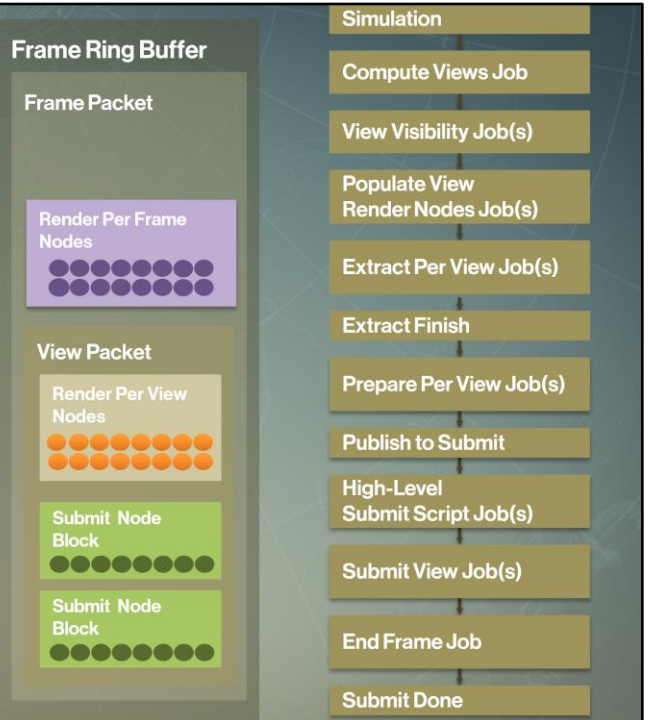 Frame Ring Buffer
Frame Packet
Render Per Frame
Nodes
View Packet
Render Per View
Nodes
Submit Node
Block
Submit Node
Block
Simulation
Compute Views Job
View Visibility Job(s)
Populate View
Render Nodes Job(s)
Extract Per View Job(s)
Extract Finish
Prepare Per View Job(s)
Publish to Submit
High-Level
Submit Script Job(s)
Submit View Job(s)
End Frame Job
Submit Done